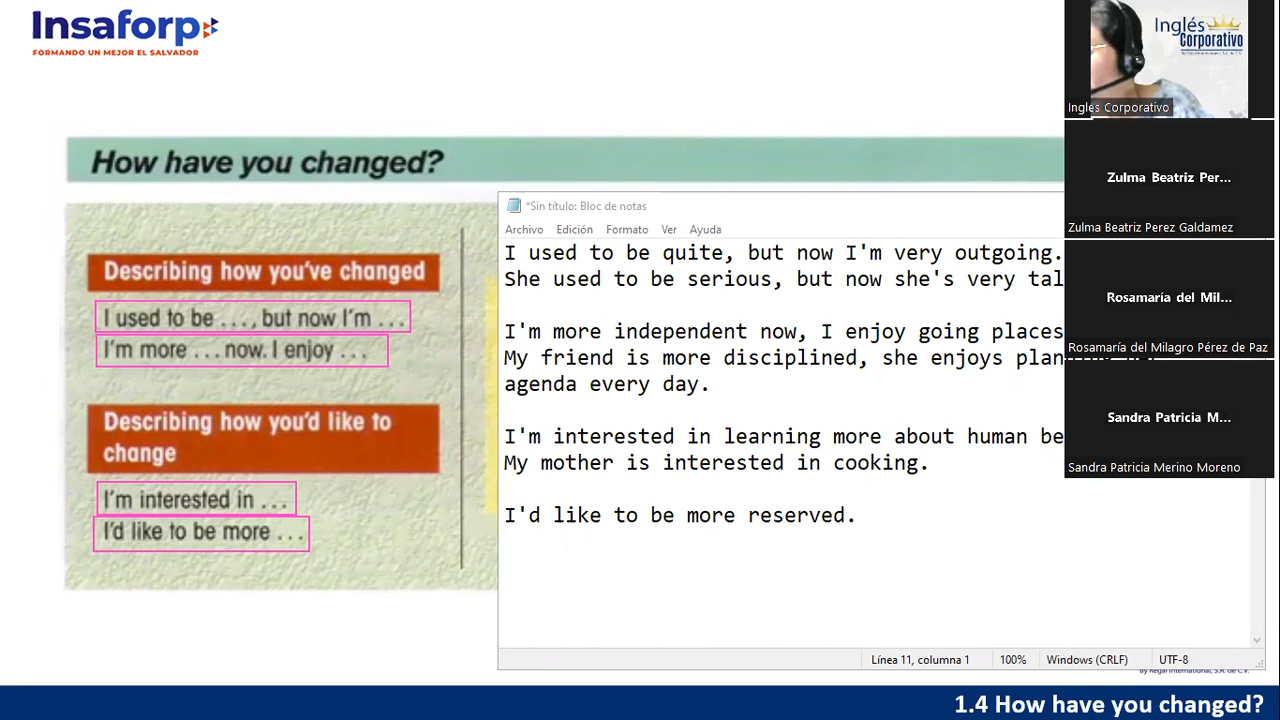 Insaforp
FORMANDO UN MEJOR EL SALVADOR
How have you changed?
Describing how you've changed
I used to be ..., but now I'm ...
I'm more ... now. I enjoy ...
Describing how you'd like to
change
I'm interested in ...
I'd like to be more ...
*Sin título: Bloc de notas
Archivo Edición Formato Ver Ayuda
I used to be quite, but now I'm very outgoing.
She used to be serious, but now she's very tal
I'm more independent now, I enjoy going places
My friend is more disciplined, she enjoys
agenda every day.
I'm interested in learning more about human be
My mother is interested in cooking.
I'd like to be more reserved.
Línea 11, columna 1 100% Windows (CRLF) UTF-8
by Regal International, S.A. de C.V.
1.4 How have you changed?
Inglés
Corporativo
Ingles Corporativo
Zulma Beatriz Per...
Zulma Beatriz Perez Galdamez
Rosamaría del Mil...
Rosamaría del Milagro Pérez de Paz
Sandra Patricia M...
Sandra Patricia Merino Moreno